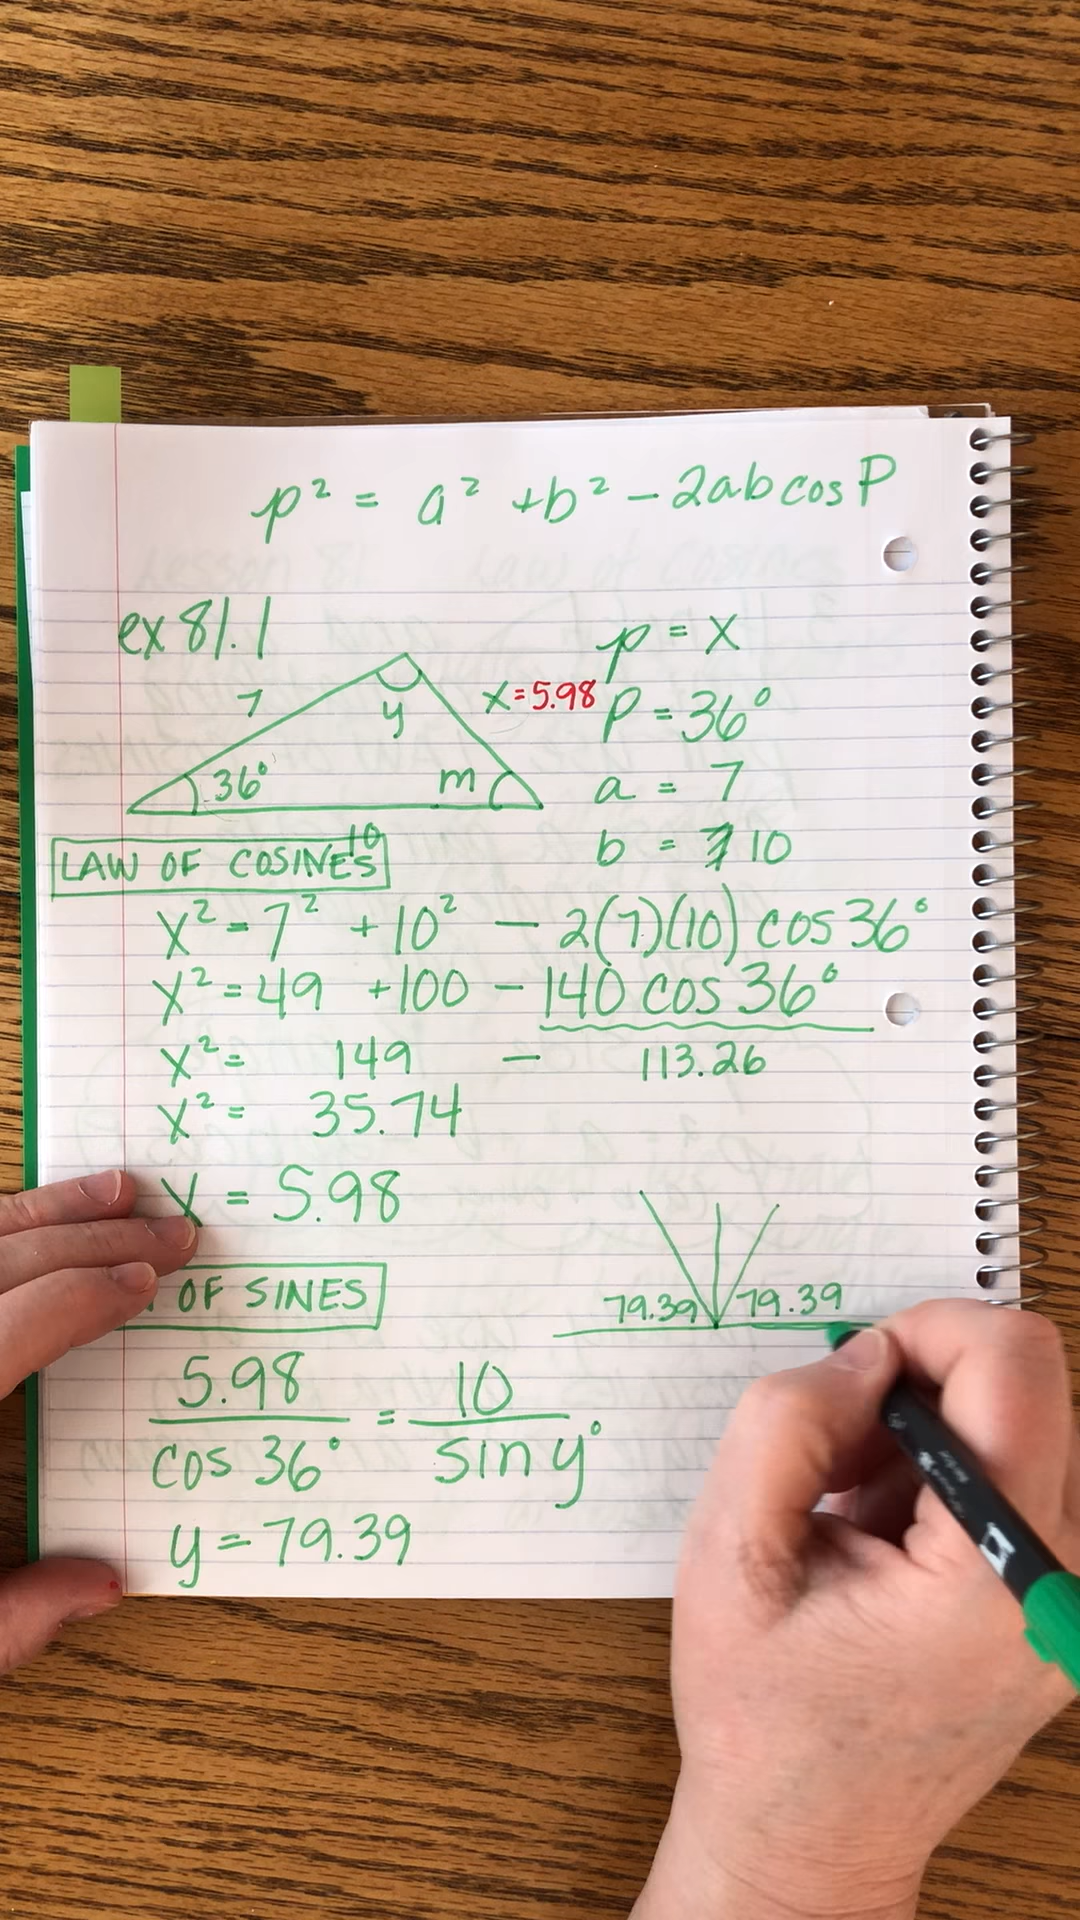 p² = a² + b² - 2ab cos P
ex 81.1
p = x
7
y
x = 5.98
P = 36°
36°
m
a = 7
10
b = 10
LAW OF COSINES
x² = 7² + 10² - 2(7)(10) cos 36°
x² = 49 + 100 - 140 cos 36°
x² = 149 - 113.26
x² = 35.74
x = 5.98
OF SINES
79.39 79.39
5.98 / cos 36° = 10 / sin y°
y = 79.39